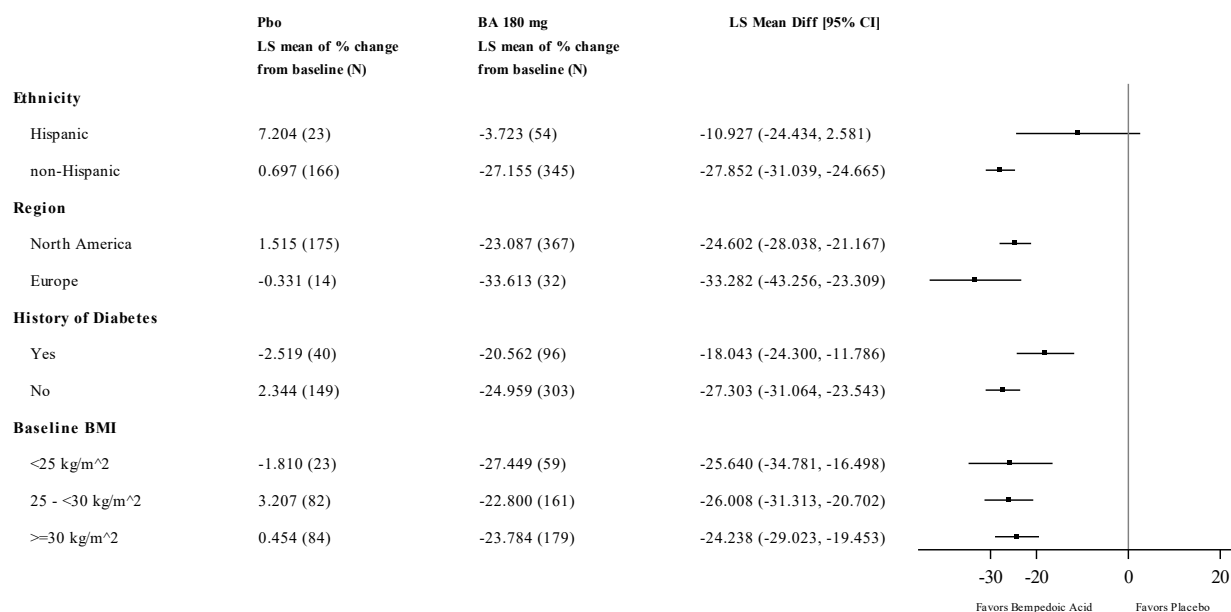 Pbo BA 180 mg LS Mean Diff [95% CI]
LS mean of % change LS mean of % change
from baseline (N) from baseline (N)
Ethnicity
Hispanic 7.204 (23) -3.723 (54) -10.927 (-24.434, 2.581)
non-Hispanic 0.697 (166) -27.155 (345) -27.852 (-31.039, -24.665)
Region
North America 1.515 (175) -23.087 (367) -24.602 (-28.038, -21.167)
Europe -0.331 (14) -33.613 (32) -33.282 (-43.256, -23.309)
History of Diabetes
Yes -2.519 (40) -20.562 (96) -18.043 (-24.300, -11.786)
No 2.344 (149) -24.959 (303) -27.303 (-31.064, -23.543)
Baseline BMI
<25 kg/m^2 -1.810 (23) -27.449 (59) -25.640 (-34.781, -16.498)
25 - <30 kg/m^2 3.207 (82) -22.800 (161) -26.008 (-31.313, -20.702)
>=30 kg/m^2 0.454 (84) -23.784 (179) -24.238 (-29.023, -19.453)
-30 -20 0 20
Favors Bempedoic Acid Favors Placebo